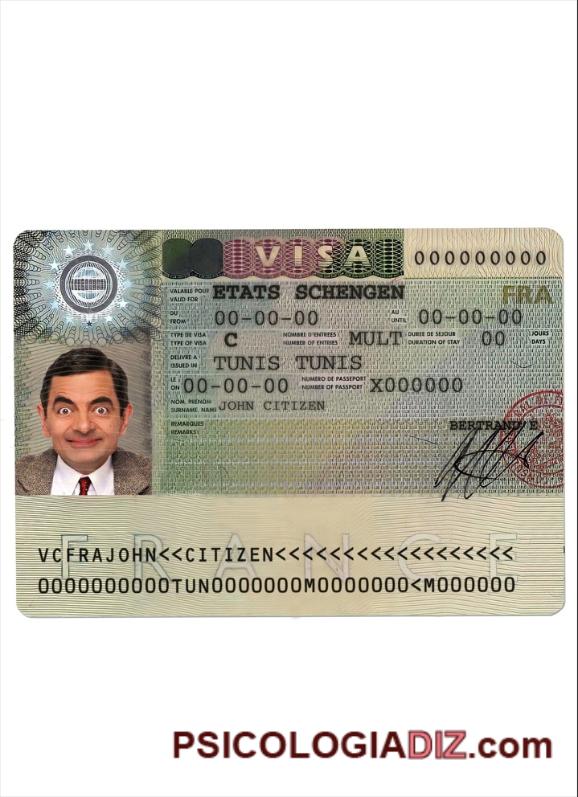 VISA 000000000
VALABLE POUR
VALID FOR ETATS SCHENGEN FRA
DU
FROM 00-00-00 AU
UNTIL 00-00-00
TYPE DE VISA
TYPE OF VISA C NOMBRE D'ENTREES
NUMBER OF ENTRIES MULT DUREE DE SEJOUR
DURATION OF STAY 00 JOURS
DAYS
DELIVRE A
ISSUED IN TUNIS TUNIS
LE
ON 00-00-00 NUMERO DE PASSEPORT
NUMBER OF PASSPORT X000000
NOM, PRÉNOM
SURNAME, NAME JOHN CITIZEN
REMARQUES
REMARKS
BERTRAND E
FRANCE
VCFRAJOHN<<CITIZEN<<<<<<<<<<<<<<<<<<
0000000000TUN0000000M0000000<M000000
PSICOLOGIADIZ.com